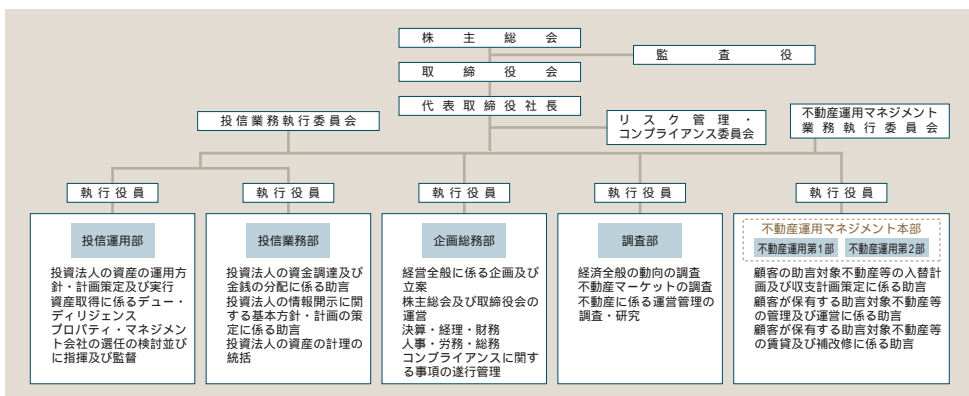 株主総会
監査役
取締役会
代表取締役社長
投信業務執行委員会
リスク管理・
コンプライアンス委員会
不動産運用マネジメント
業務執行委員会
執行役員
執行役員
執行役員
執行役員
執行役員
投信運用部
投資法人の資産の運用方
針・計画策定及び実行
資産取得に係るデュー・
ディリジェンス
プロパティ・マネジメン
ト会社の選任の検討並び
に指揮及び監督
投信業務部
投資法人の資金調達及び
金銭の分配に係る助言
投資法人の情報開示に関
する基本方針・計画の策
定に係る助言
投資法人の資産の計理の
統括
企画総務部
経営全般に係る企画及び
立案
株主総会及び取締役会の
運営
決算・経理・財務
人事・労務・総務
コンプライアンスに関す
る事項の遂行管理
調査部
経済全般の動向の調査
不動産マーケットの調査
不動産に係る運営管理の
調査・研究
不動産運用マネジメント本部
不動産運用第1部
不動産運用第2部
顧客の助言対象不動産等の入替計
画及び収支計画策定に係る助言
顧客が保有する助言対象不動産等
の管理及び運営に係る助言
顧客が保有する助言対象不動産等
の賃貸及び補改修に係る助言